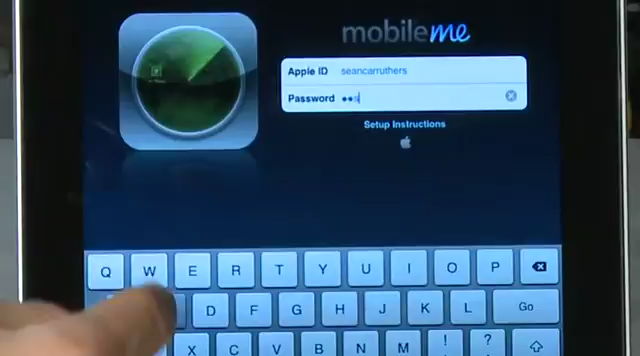 mobileme
Apple ID seancarruthers
Password ••s
Setup Instructions
Q W E R T Y U I O P
D F G H J K L Go
X C V B N M ! ?